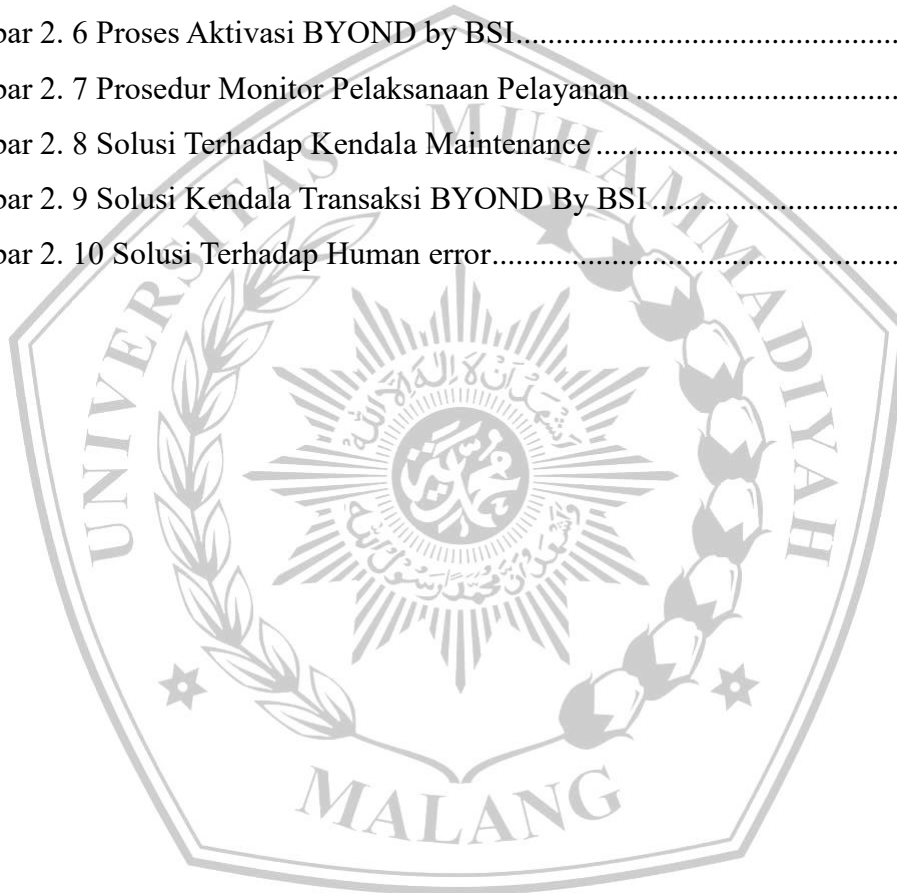 bar 2. 6 Proses Aktivasi BYOND by BSI
bar 2. 7 Prosedur Monitor Pelaksanaan Pelayanan
bar 2. 8 Solusi Terhadap Kendala Maintenance
bar 2. 9 Solusi Kendala Transaksi BYOND By BSI
bar 2. 10 Solusi Terhadap Human error
UNIVERSITAS MUHAMMADIYAH
MALANG